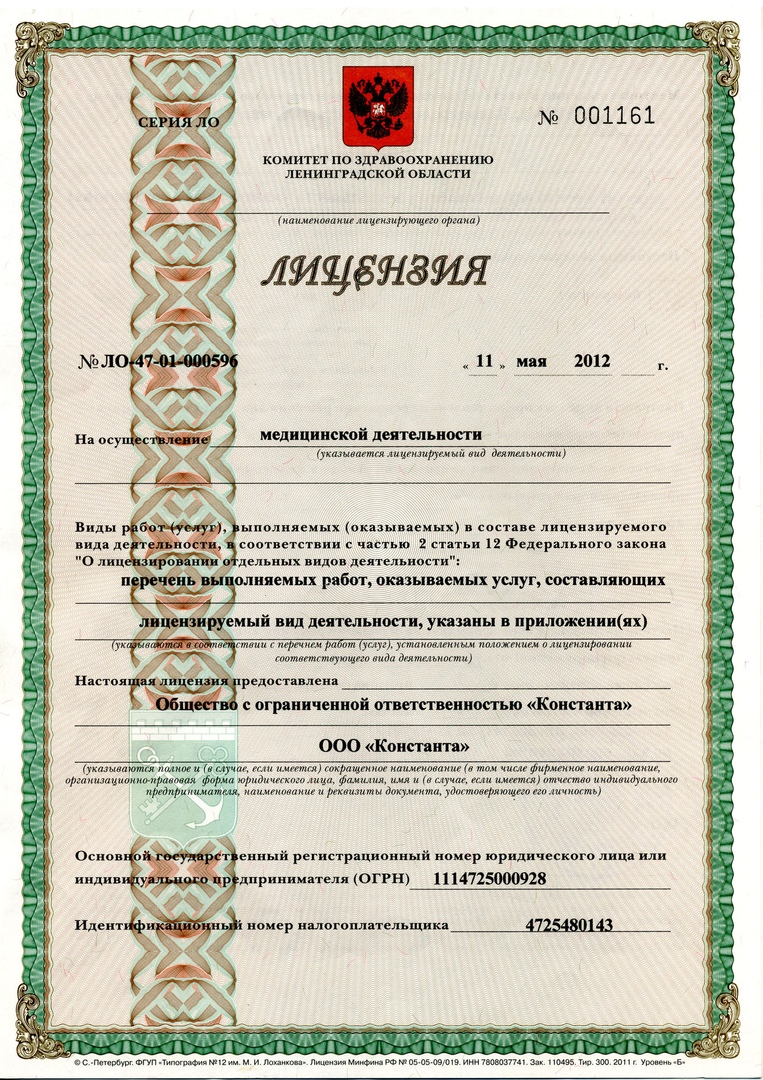 СЕРИЯ ЛО
№ 001161
КОМИТЕТ ПО ЗДРАВООХРАНЕНИЮ
ЛЕНИНГРАДСКОЙ ОБЛАСТИ
(наименование лицензирующего органа)
ЛИЦЕНЗИЯ
№ ЛО-47-01-000596 « 11 » мая 2012 г.
На осуществление медицинской деятельности
(указывается лицензируемый вид деятельности)
Виды работ (услуг), выполняемых (оказываемых) в составе лицензируемого
вида деятельности, в соответствии с частью 2 статьи 12 Федерального закона
"О лицензировании отдельных видов деятельности":
перечень выполняемых работ, оказываемых услуг, составляющих
лицензируемый вид деятельности, указаны в приложении(ях)
(указываются в соответствии с перечнем работ (услуг), установленным положением о лицензировании
соответствующего вида деятельности)
Настоящая лицензия предоставлена
Общество с ограниченной ответственностью «Константа»
ООО «Константа»
(указываются полное и (в случае, если имеется) сокращенное наименование (в том числе фирменное наименование,
организационно-правовая форма юридического лица, фамилия, имя и (в случае, если имеется) отчество индивидуального
предпринимателя, наименование и реквизиты документа, удостоверяющего его личность)
Основной государственный регистрационный номер юридического лица или
индивидуального предпринимателя (ОГРН) 1114725000928
Идентификационный номер налогоплательщика 4725480143
© С.-Петербург. ФГУП «Типография №12 им. М. И. Лоханкова». Лицензия Минфина РФ № 05-05-09/019. ИНН 7808037741. Зак. 110495. Тир. 300. 2011 г. Уровень «Б»